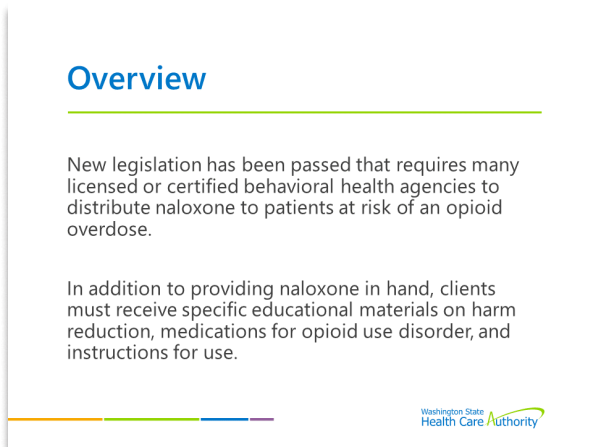 Overview
New legislation has been passed that requires many
licensed or certified behavioral health agencies to
distribute naloxone to patients at risk of an opioid
overdose.
In addition to providing naloxone in hand, clients
must receive specific educational materials on harm
reduction, medications for opioid use disorder, and
instructions for use.
Washington State
Health Care Authority